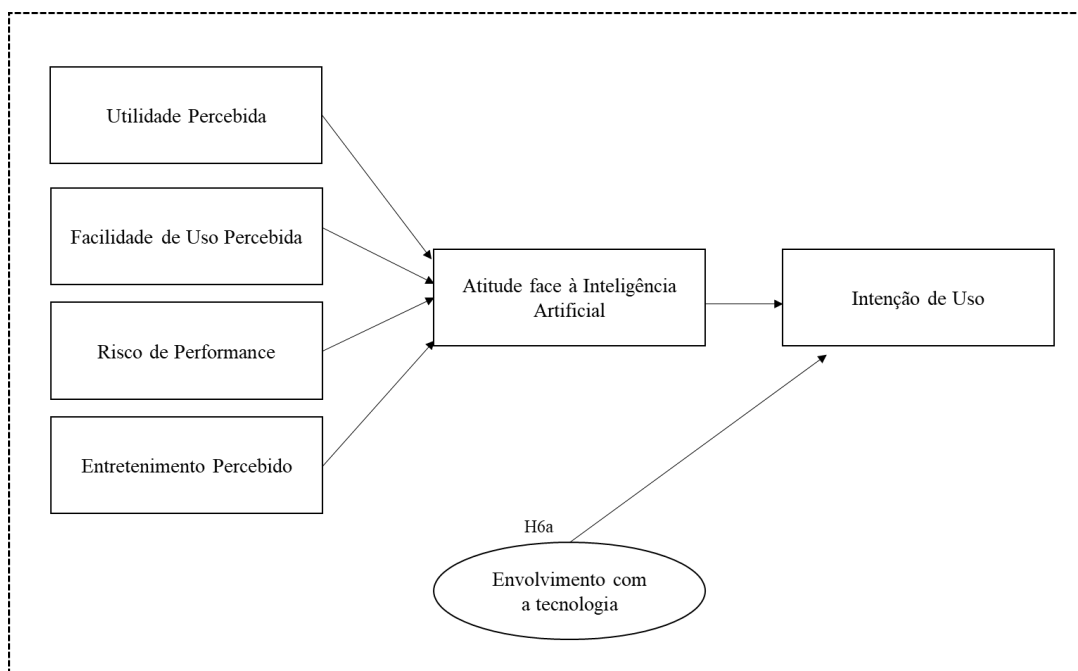 Utilidade Percebida
Facilidade de Uso Percebida
Risco de Performance
Entretenimento Percebido
Atitude face à Inteligência
Artificial
Intenção de Uso
H6a
Envolvimento com
a tecnologia